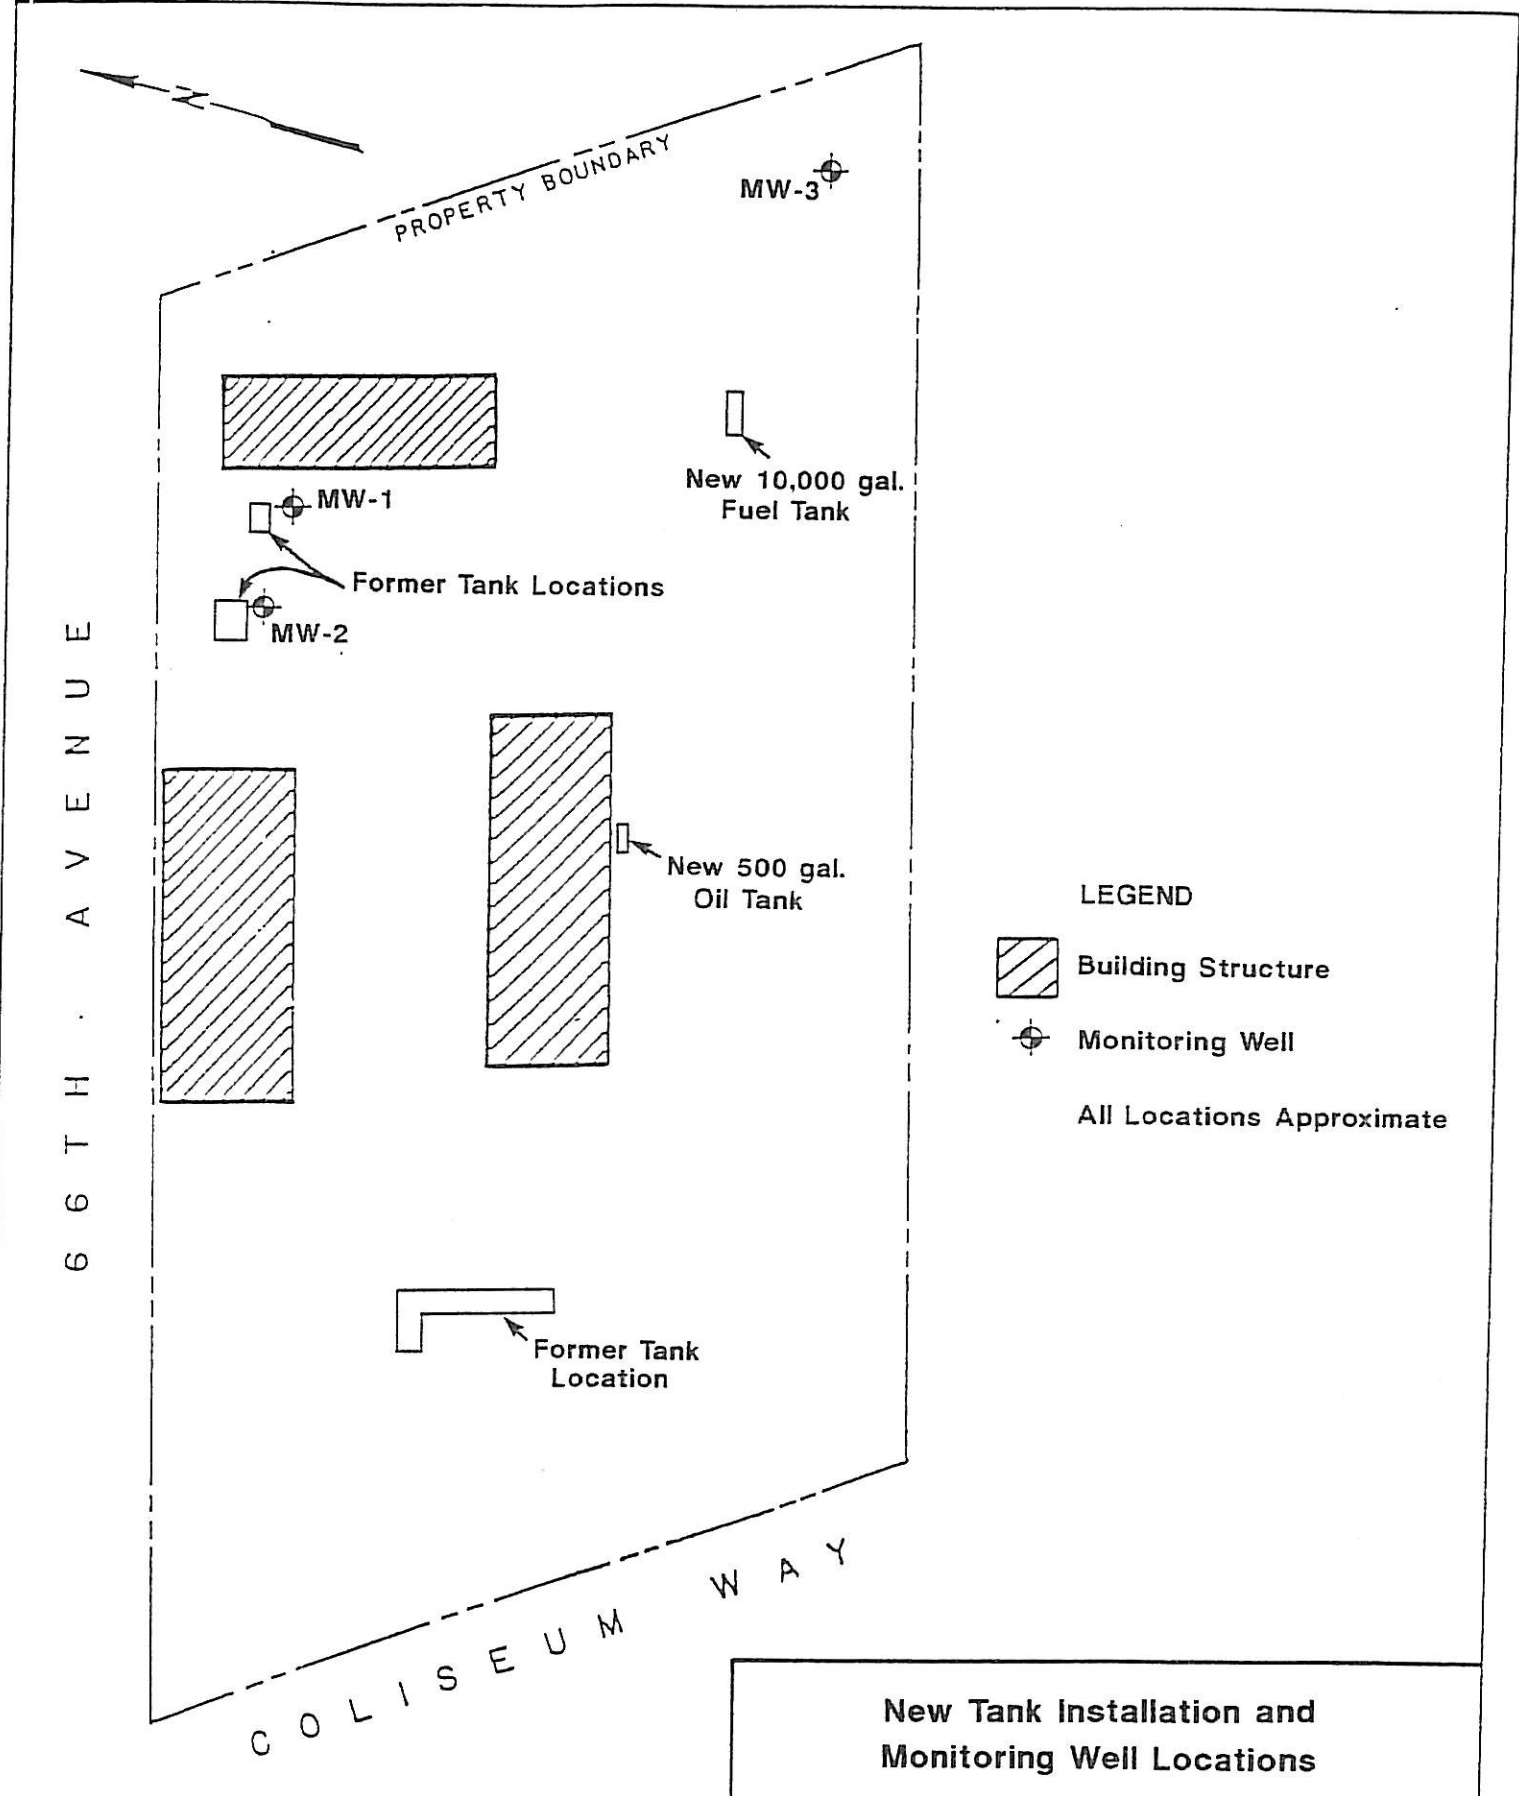 N
PROPERTY BOUNDARY
MW-3
New 10,000 gal.
Fuel Tank
MW-1
Former Tank Locations
MW-2
66TH. AVENUE
New 500 gal.
Oil Tank
LEGEND
Building Structure
Monitoring Well
All Locations Approximate
Former Tank
Location
COLISEUM WAY
New Tank Installation and
Monitoring Well Locations